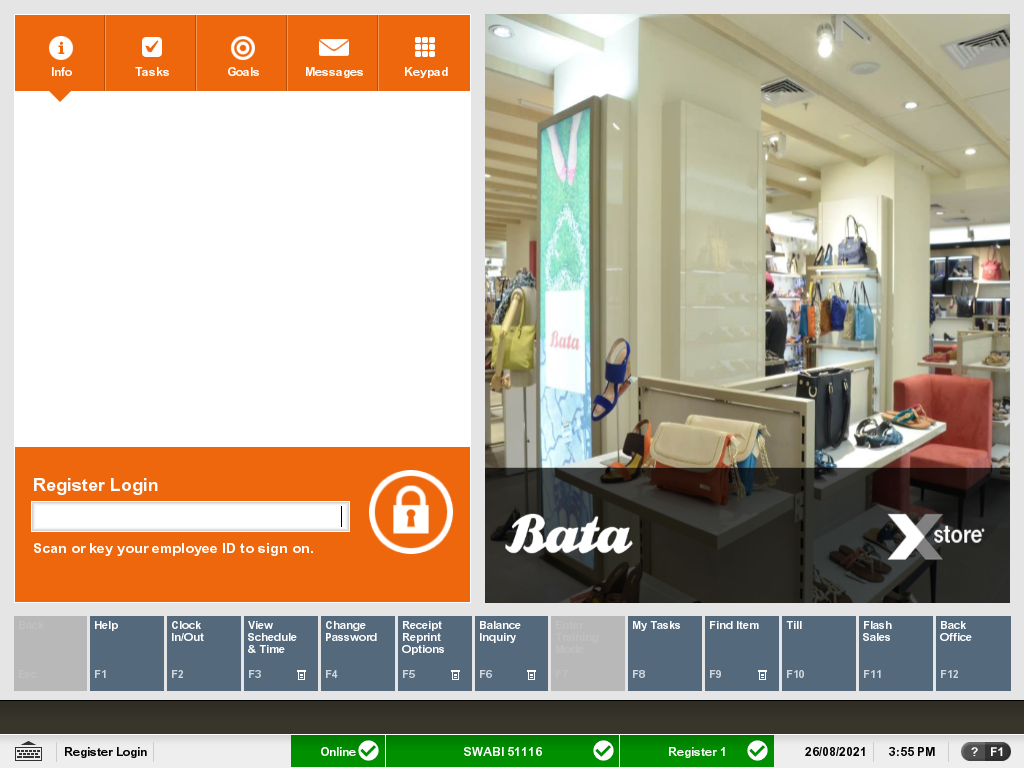 Info
Tasks
Goals
Messages
Keypad
Bata
Register Login
Scan or key your employee ID to sign on.
Bata
Xstore
Back
Esc
Help
F1
Clock
In/Out
F2
View
Schedule
& Time
F3
Change
Password
F4
Receipt
Reprint
Options
F5
Balance
Inquiry
F6
Enter
Training
Mode
F7
My Tasks
F8
Find Item
F9
Till
F10
Flash
Sales
F11
Back
Office
F12
Register Login
Online
SWABI 51116
Register 1
26/08/2021
3:55 PM
? F1